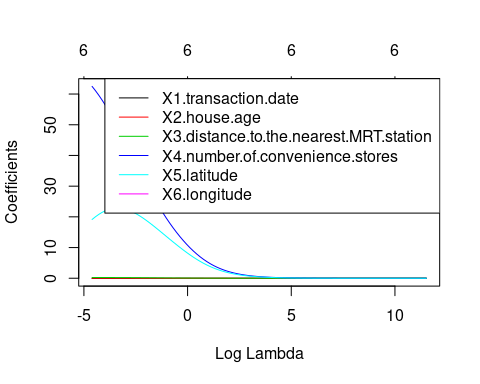 6 6 6 6
X1.transaction.date
X2.house.age
X3.distance.to.the.nearest.MRT.station
X4.number.of.convenience.stores
X5.latitude
X6.longitude
Coefficients
50
30
10
0
-5 0 5 10
Log Lambda